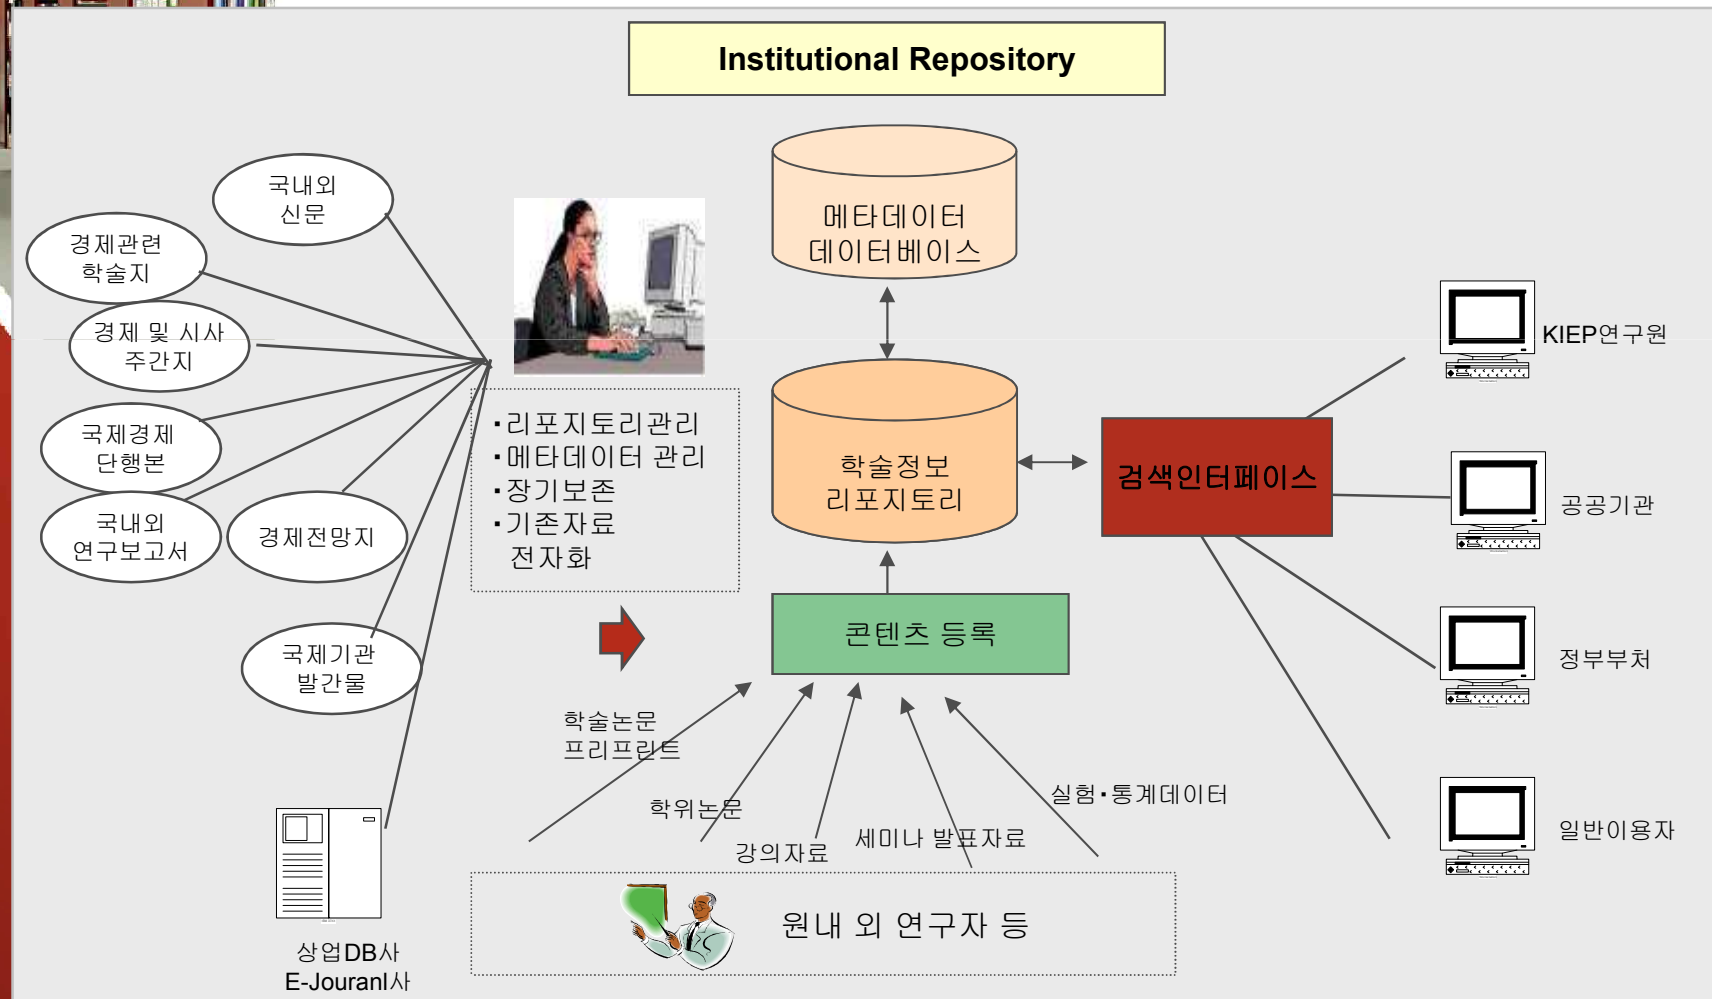 Institutional Repository
국내외
신문
경제관련
학술지
경제 및 시사
주간지
국제경제
단행본
국내외
연구보고서
경제전망지
국제기관
발간물
상업DB사
E-Jouranl사
·리포지토리관리
·메타데이터 관리
·장기보존
·기존자료
전자화
메타데이터
데이터베이스
학술정보
리포지토리
콘텐츠 등록
검색인터페이스
KIEP연구원
공공기관
정부부처
일반이용자
학술논문
프리프린트
학위논문
강의자료
세미나 발표자료
실험·통계데이터
원내 외 연구자 등